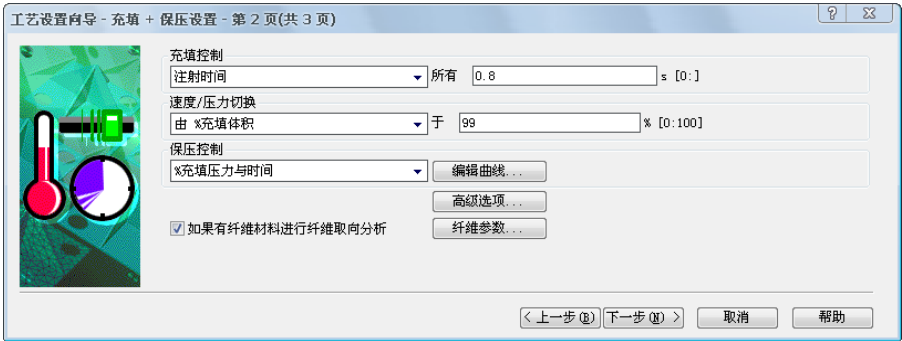 工艺设置向导 - 充填 + 保压设置 - 第 2 页(共 3 页)
充填控制
注射时间 所有 0.8 s [0:]
速度/压力切换
由 %充填体积 于 99 % [0:100]
保压控制
%充填压力与时间 编辑曲线...
高级选项...
如果有纤维材料进行纤维取向分析 纤维参数...
< 上一步(B) 下一步(N) > 取消 帮助